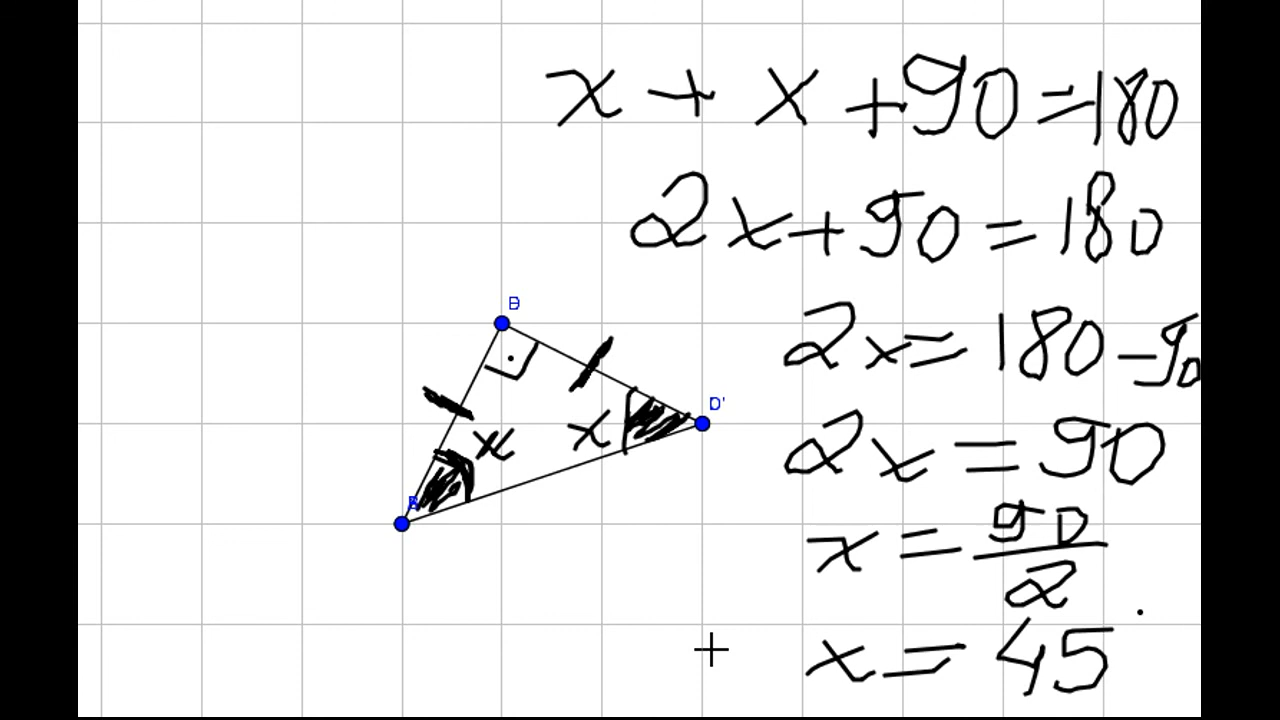 x + x + 90 = 180
2x + 90 = 180
D
2x = 180 - 90
x
x
D'
2x = 90
x = 90/2
x = 45